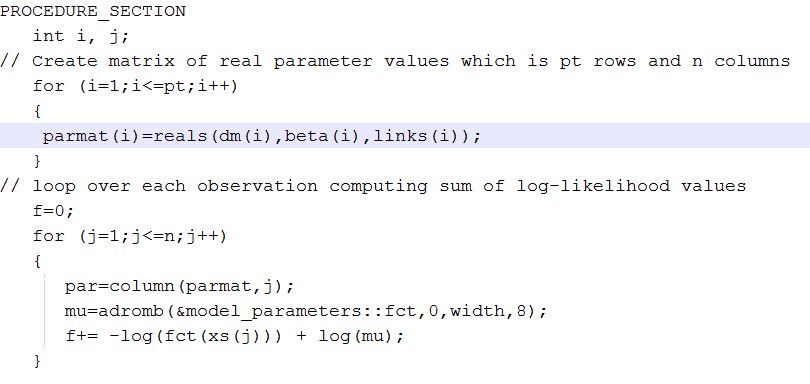 PROCEDURE_SECTION
int i, j;
// Create matrix of real parameter values which is pt rows and n columns
for (i=1;i<=pt;i++)
{
parmat(i)=reals(dm(i),beta(i),links(i));
}
// loop over each observation computing sum of log-likelihood values
f=0;
for (j=1;j<=n;j++)
{
par=column(parmat,j);
mu=adromb(&model_parameters::fct,0,width,8);
f+= -log(fct(xs(j))) + log(mu);
}